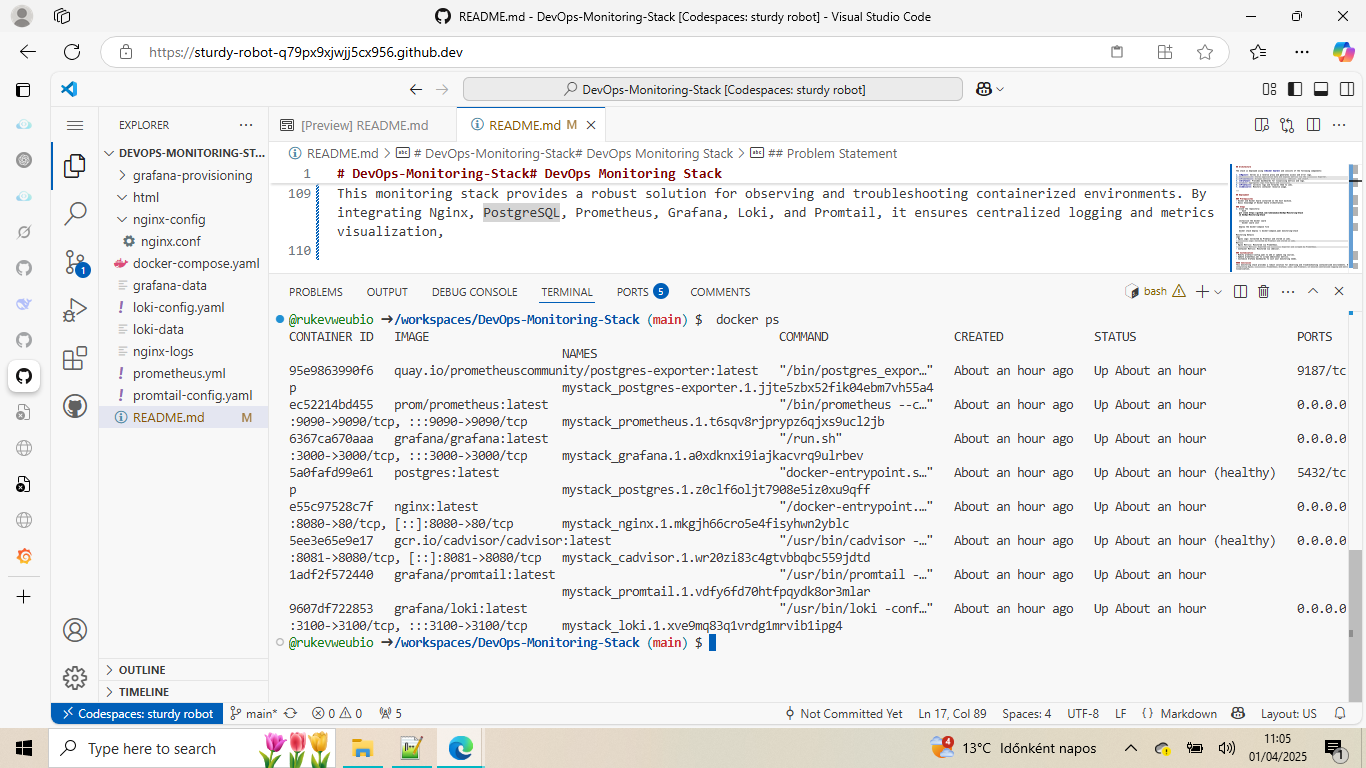 README.md - DevOps-Monitoring-Stack [Codespaces: sturdy robot] - Visual Studio Code
https://sturdy-robot-q79px9xjwjj5cx956.github.dev
DevOps-Monitoring-Stack [Codespaces: sturdy robot]
EXPLORER
DEVOPS-MONITORING-ST...
grafana-provisioning
html
nginx-config
nginx.conf
docker-compose.yaml
grafana-data
loki-config.yaml
loki-data
nginx-logs
prometheus.yml
promtail-config.yaml
README.md M
OUTLINE
TIMELINE
1
[Preview] README.md
README.md M
README.md > # DevOps-Monitoring-Stack# DevOps Monitoring Stack > ## Problem Statement
1 # DevOps-Monitoring-Stack# DevOps Monitoring Stack
109 This monitoring stack provides a robust solution for observing and troubleshooting containerized environments. By
integrating Nginx, PostgreSQL, Prometheus, Grafana, Loki, and Promtail, it ensures centralized logging and metrics
visualization,
110
PROBLEMS OUTPUT DEBUG CONSOLE TERMINAL PORTS 5 COMMENTS
bash
@rukevweubio ➜/workspaces/DevOps-Monitoring-Stack (main) $ docker ps
CONTAINER ID IMAGE COMMAND CREATED STATUS PORTS
NAMES
95e9863990f6 quay.io/prometheuscommunity/postgres-exporter:latest "/bin/postgres_expor…" About an hour ago Up About an hour 9187/tc
p mystack_postgres-exporter.1.jjte5zbx52fik04ebm7vh55a4
ec52214bd455 prom/prometheus:latest "/bin/prometheus --c…" About an hour ago Up About an hour 0.0.0.0
:9090->9090/tcp, :::9090->9090/tcp mystack_prometheus.1.t6sqv8rjprypz6qjxs9ucl2jb
6367ca670aaa grafana/grafana:latest "/run.sh" About an hour ago Up About an hour 0.0.0.0
:3000->3000/tcp, :::3000->3000/tcp mystack_grafana.1.a0xdknxi9iajkacvrq9ulrbev
5a0fafd99e61 postgres:latest "docker-entrypoint.s…" About an hour ago Up About an hour (healthy) 5432/tc
p mystack_postgres.1.z0clf6oljt7908e5iz0xu9qff
e55c97528c7f nginx:latest "/docker-entrypoint.…" About an hour ago Up About an hour 0.0.0.0
:8080->80/tcp, [::]:8080->80/tcp mystack_nginx.1.mkgjh66cro5e4fisyhwn2yblc
5ee3e65e9e17 gcr.io/cadvisor/cadvisor:latest "/usr/bin/cadvisor -…" About an hour ago Up About an hour (healthy) 0.0.0.0
:8081->8080/tcp, [::]:8081->8080/tcp mystack_cadvisor.1.wr20zi83c4gtvbbqbc559jdtd
1adf2f572440 grafana/promtail:latest "/usr/bin/promtail -…" About an hour ago Up About an hour
mystack_promtail.1.vdfy6fd70htfpqydk8or3mlar
9607df722853 grafana/loki:latest "/usr/bin/loki -conf…" About an hour ago Up About an hour 0.0.0.0
:3100->3100/tcp, :::3100->3100/tcp mystack_loki.1.xve9mq83q1vrdg1mrvib1ipg4
@rukevweubio ➜/workspaces/DevOps-Monitoring-Stack (main) $
Codespaces: sturdy robot main* 0 0 5 Not Committed Yet Ln 17, Col 89 Spaces: 4 UTF-8 LF {} Markdown Layout: US
Type here to search
4
13°C Időnként napos
11:05
01/04/2025
1